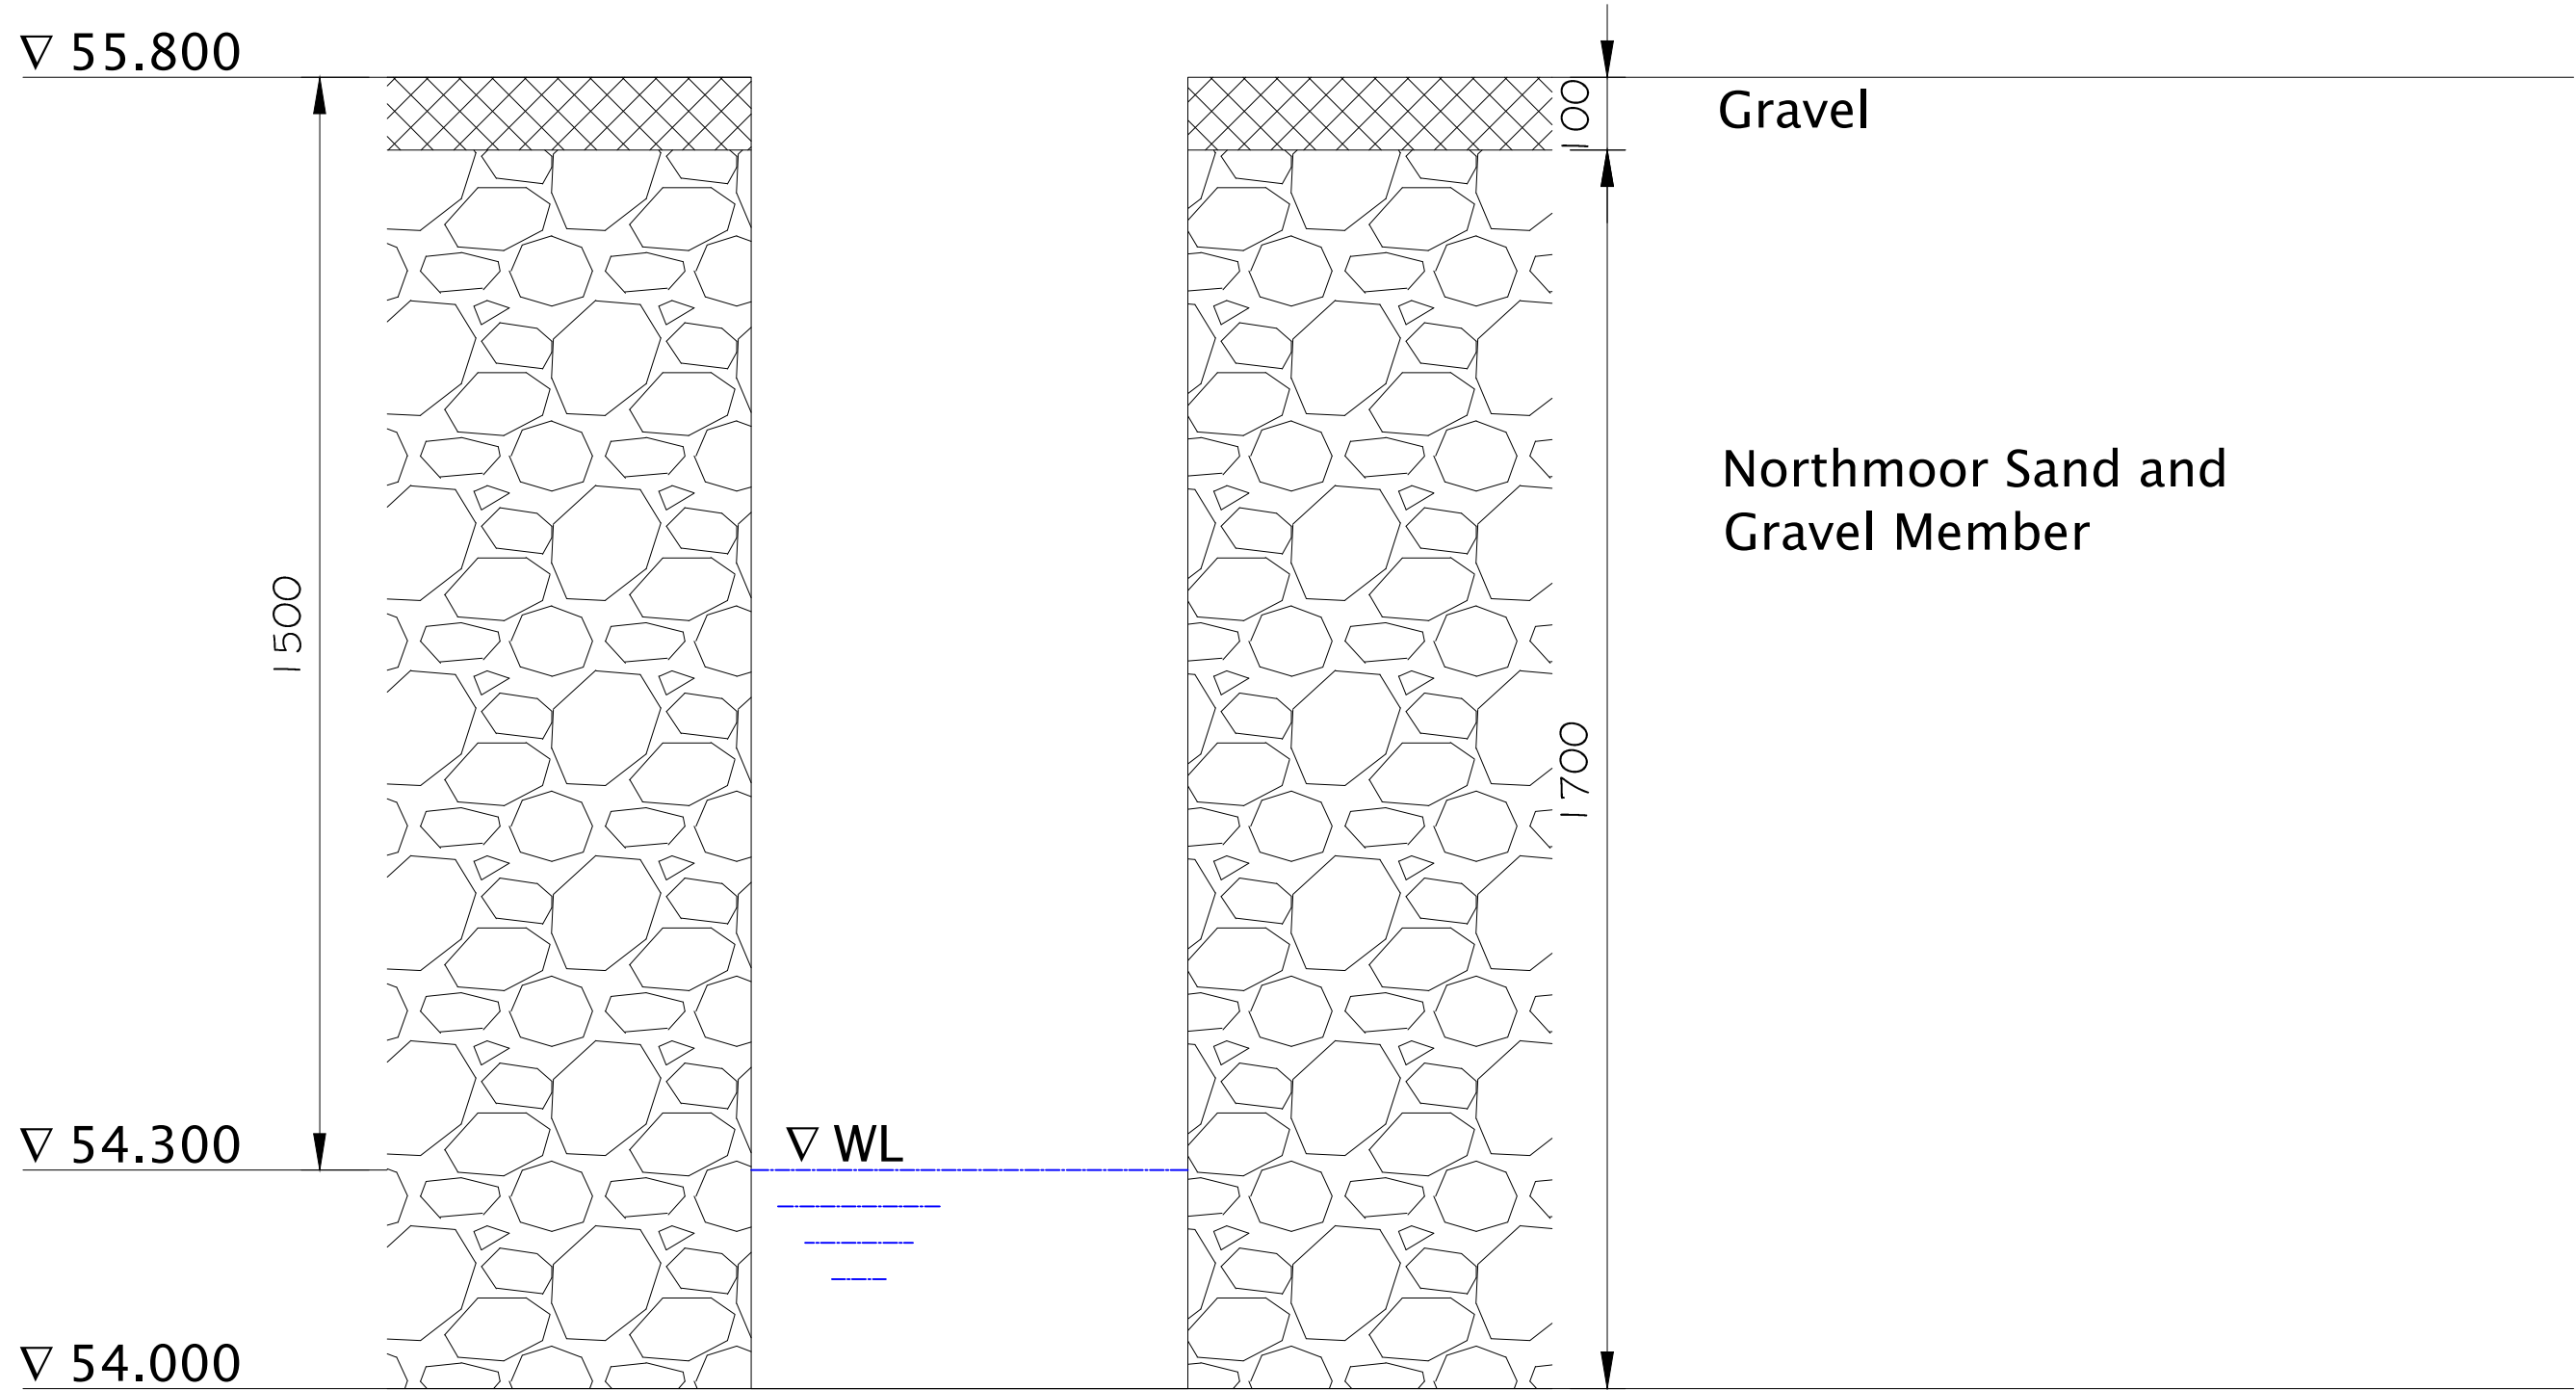 ▽ 55.800
100
Gravel
Northmoor Sand and
Gravel Member
1500
1700
▽ 54.300
▽ WL
▽ 54.000